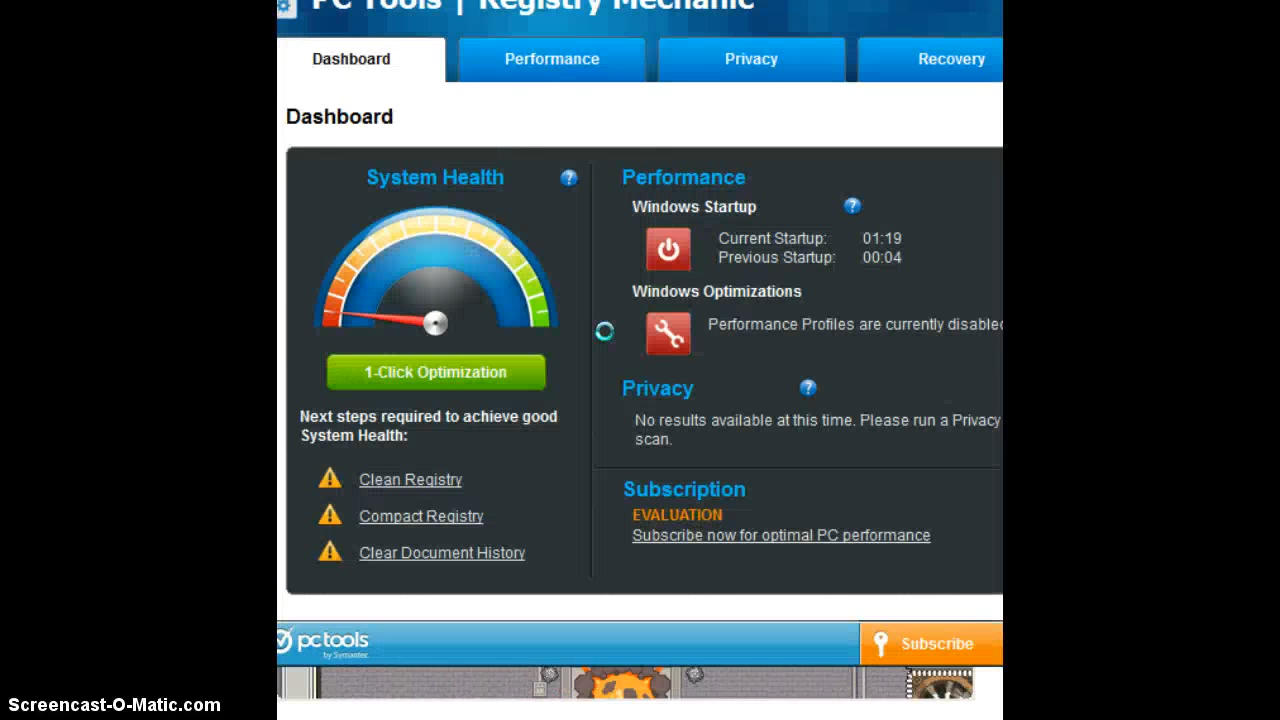 PC Tools | Registry Mechanic
Dashboard
Performance
Privacy
Recovery
Dashboard
System Health
?
1-Click Optimization
Next steps required to achieve good
System Health:
Clean Registry
Compact Registry
Clear Document History
Performance
Windows Startup
?
Current Startup: 01:19
Previous Startup: 00:04
Windows Optimizations
Performance Profiles are currently disabled
Privacy
?
No results available at this time. Please run a Privacy
scan.
Subscription
EVALUATION
Subscribe now for optimal PC performance
pc tools
by Symantec
Subscribe
Screencast-O-Matic.com